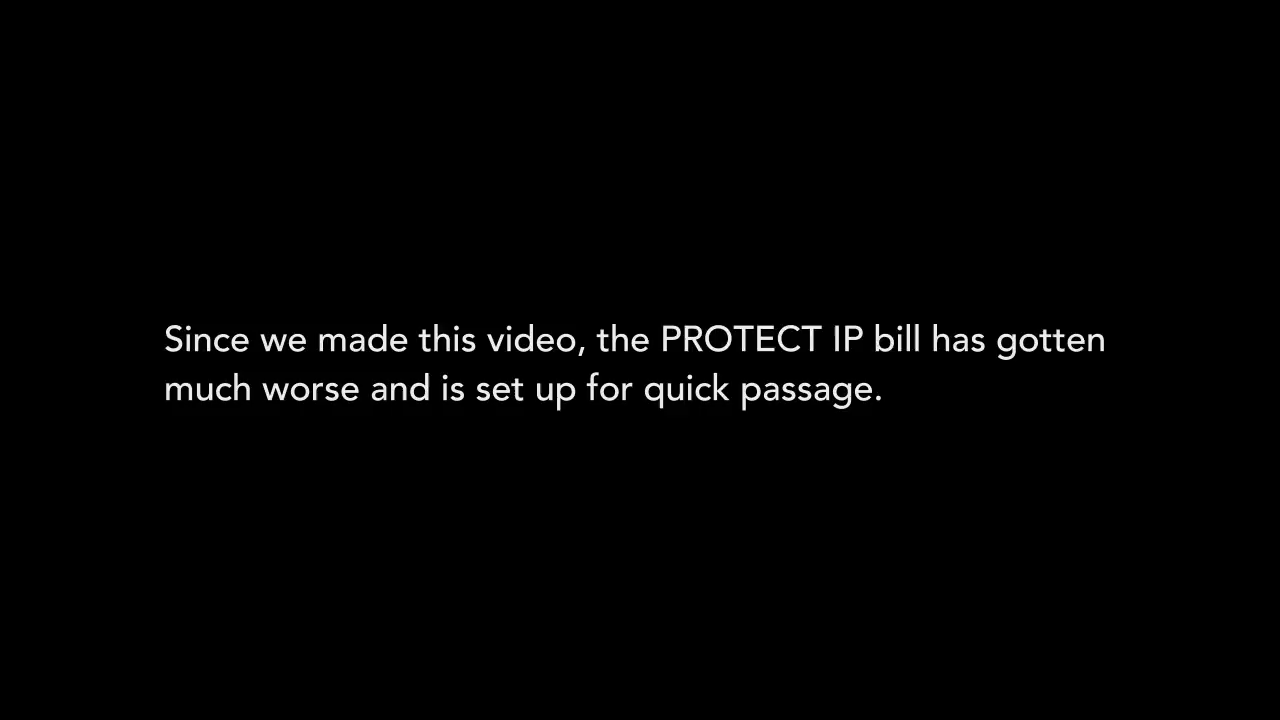 Since we made this video, the PROTECT IP bill has gotten
much worse and is set up for quick passage.